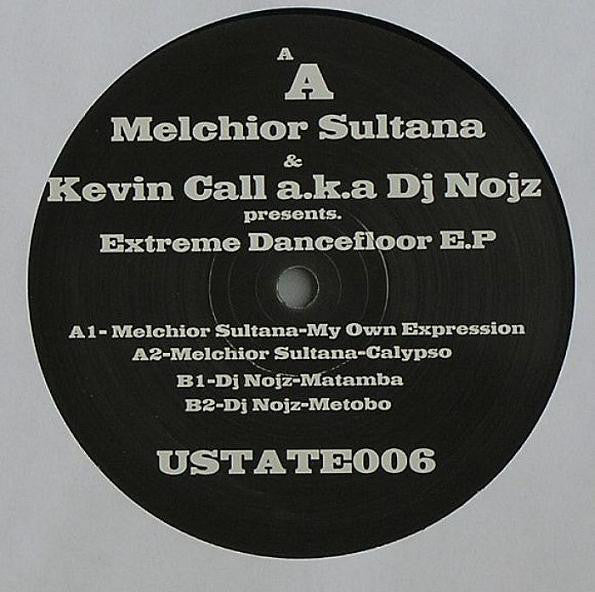 A
A
Melchior Sultana
&
Kevin Call a.k.a Dj Nojz
presents.
Extreme Dancefloor E.P
A1- Melchior Sultana-My Own Expression
A2-Melchior Sultana-Calypso
B1-Dj Nojz-Matamba
B2-Dj Nojz-Metobo
USTATE006